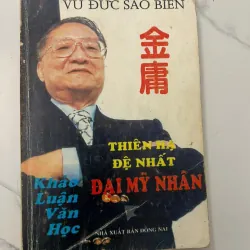 VŨ ĐỨC SAO BIỂN
金庸
THIÊN HẠ
ĐỆ NHẤT
ĐẠI MỸ NHÂN
Khảo
Luận
Văn
Học
NHÀ XUẤT BẢN ĐỒNG NAI